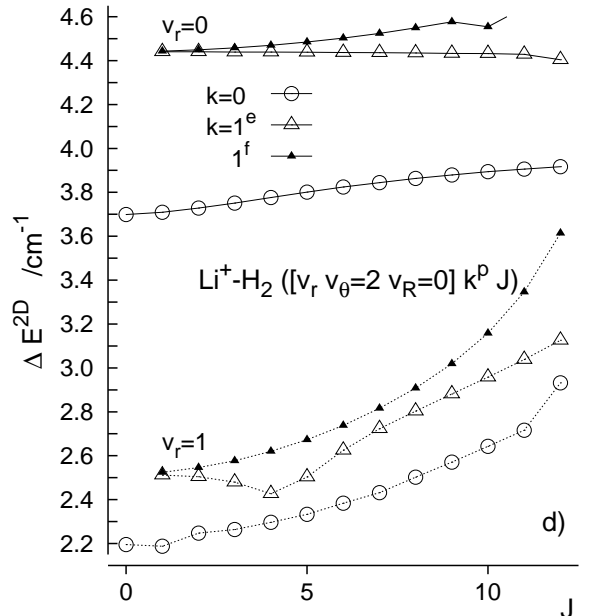 4.6
4.4
4.2
4.0
3.8
3.6
3.4
3.2
3.0
2.8
2.6
2.4
2.2
Δ E^2D /cm^-1
v_r=0
k=0
k=1^e
1^f
Li^+-H_2 ([v_r v_θ=2 v_R=0] k^p J)
v_r=1
d)
0 5 10 J